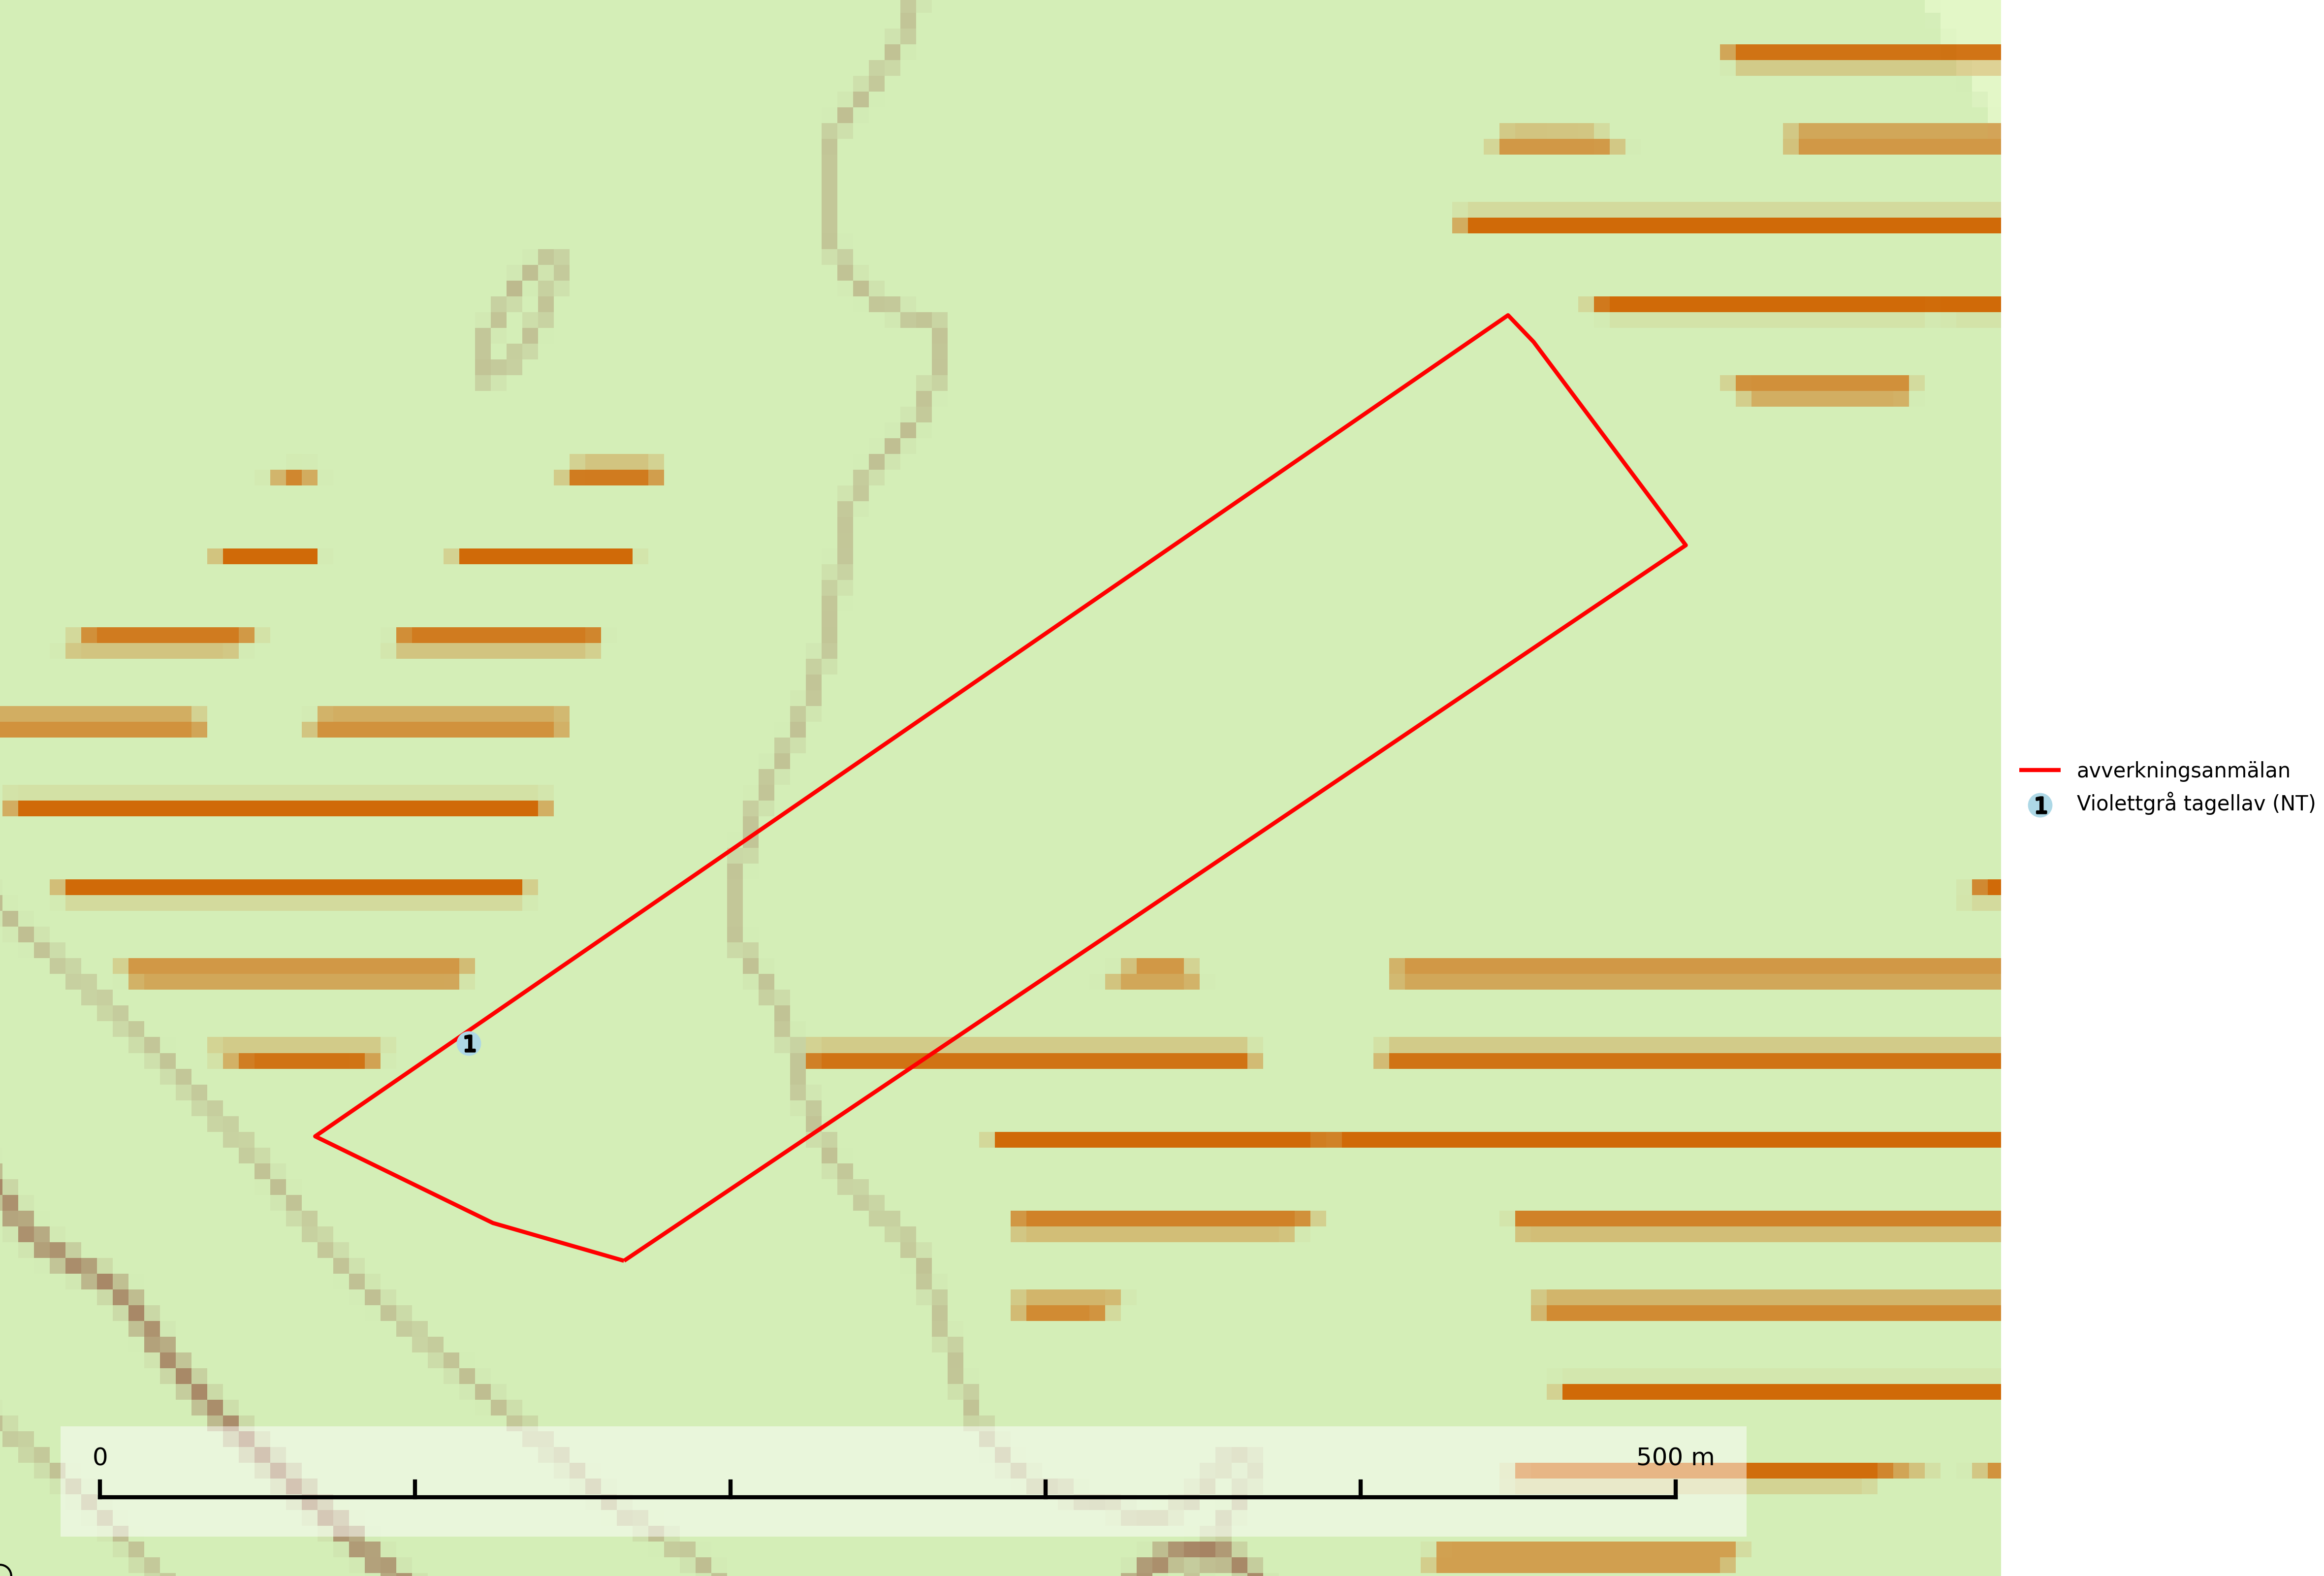 avverkningsanmälan
1 Violettgrå tagellav (NT)
1
0 500 m